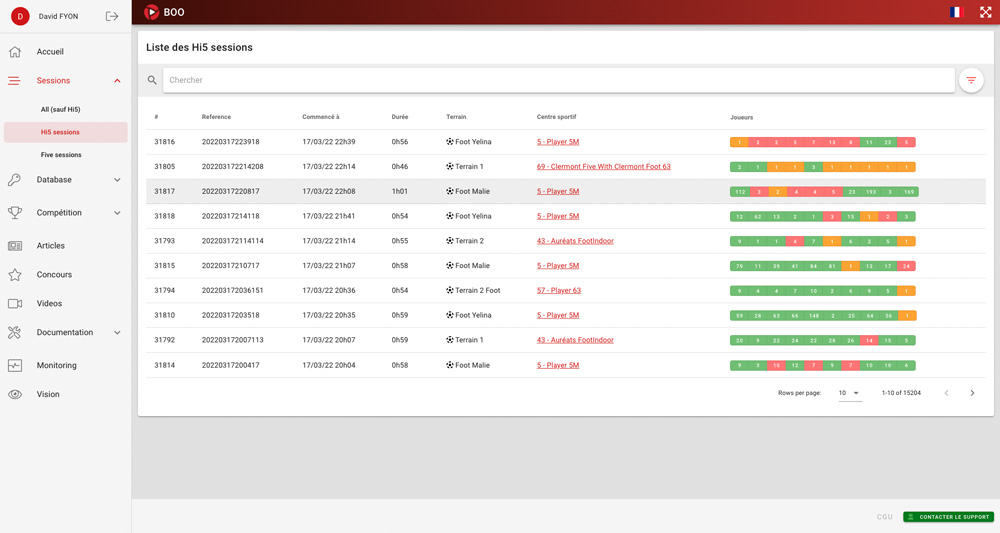 D David FYON
BOO
Accueil
Sessions
All (sauf Hi5)
Hi5 sessions
Five sessions
Database
Compétition
Articles
Concours
Videos
Documentation
Monitoring
Vision
Liste des Hi5 sessions
Chercher
# Reference Commencé à Durée Terrain Centre sportif Joueurs
31816 20220317223918 17/03/22 22h39 0h56 Foot Yelina 5 - Player 5M 1 2 2 3 7 13 8 11 23 5
31805 20220317214208 17/03/22 22h14 0h46 Terrain 1 69 - Clermont Five With Clermont Foot 63 2 1 1 1 3 1 1 1 1 1
31817 20220317220817 17/03/22 22h08 1h01 Foot Malie 5 - Player 5M 112 3 2 4 4 5 23 193 3 169
31818 20220317214118 17/03/22 21h41 0h54 Foot Yelina 5 - Player 5M 12 62 13 2 1 3 15 1 2 3
31793 202203172114114 17/03/22 21h14 0h55 Terrain 2 43 - Auréats FootIndoor 9 1 1 4 7 1 6 2 5 1
31815 20220317210717 17/03/22 21h07 0h58 Foot Malie 5 - Player 5M 79 11 39 41 84 81 1 13 17 24
31794 202203172036151 17/03/22 20h36 0h54 Terrain 2 Foot 57 - Player 63 9 4 4 7 10 2 6 9 5 1
31810 20220317203518 17/03/22 20h35 0h59 Foot Yelina 5 - Player 5M 59 28 63 66 148 2 25 64 56 1
31792 202203172007113 17/03/22 20h07 0h59 Terrain 1 43 - Auréats FootIndoor 20 9 22 24 22 28 26 14 15 5
31814 20220317200417 17/03/22 20h04 0h58 Foot Malie 5 - Player 5M 9 3 10 12 7 9 7 10 10 6
Rows per page: 10 1-10 of 15204
CGU CONTACTER LE SUPPORT